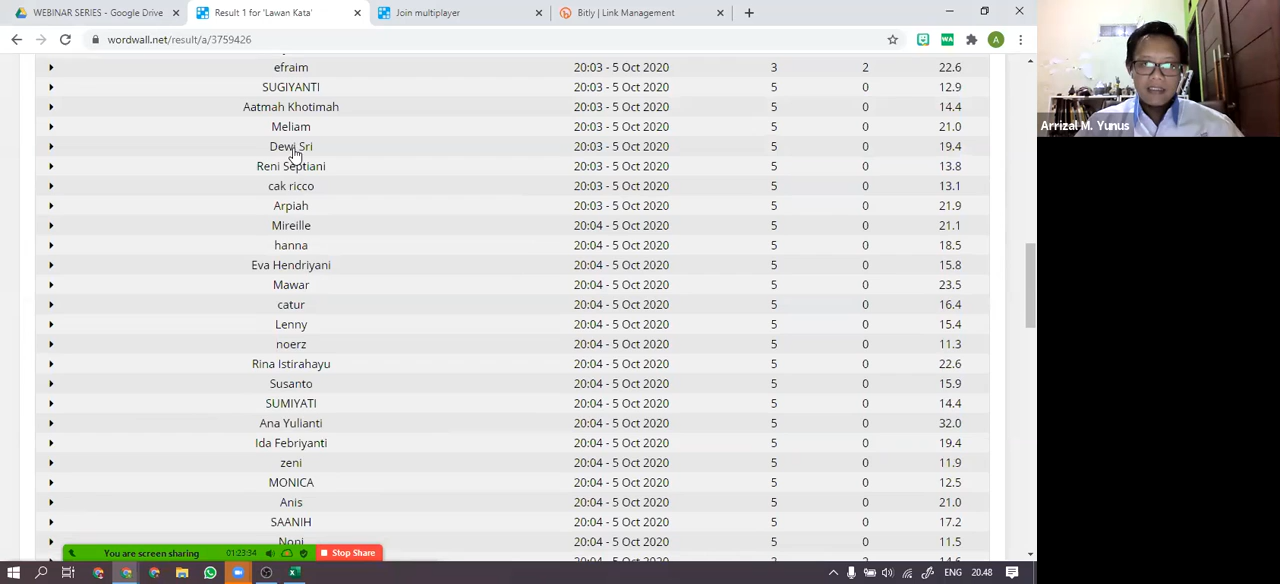 WEBINAR SERIES - Google Drive
Result 1 for 'Lawan Kata'
Join multiplayer
Bitly | Link Management
wordwall.net/result/a/3759426
WA
A
efraim 20:03 - 5 Oct 2020 3 2 22.6
SUGIYANTI 20:03 - 5 Oct 2020 5 0 12.9
Aatmah Khotimah 20:03 - 5 Oct 2020 5 0 14.4
Meliam 20:03 - 5 Oct 2020 5 0 21.0
Dewi Sri 20:03 - 5 Oct 2020 5 0 19.4
Reni Septiani 20:03 - 5 Oct 2020 5 0 13.8
cak ricco 20:03 - 5 Oct 2020 5 0 13.1
Arpiah 20:03 - 5 Oct 2020 5 0 21.9
Mireille 20:04 - 5 Oct 2020 5 0 21.1
hanna 20:04 - 5 Oct 2020 5 0 18.5
Eva Hendriyani 20:04 - 5 Oct 2020 5 0 15.8
Mawar 20:04 - 5 Oct 2020 5 0 23.5
catur 20:04 - 5 Oct 2020 5 0 16.4
Lenny 20:04 - 5 Oct 2020 5 0 15.4
noerz 20:04 - 5 Oct 2020 5 0 11.3
Rina Istirahayu 20:04 - 5 Oct 2020 5 0 22.6
Susanto 20:04 - 5 Oct 2020 5 0 15.9
SUMIYATI 20:04 - 5 Oct 2020 5 0 14.4
Ana Yulianti 20:04 - 5 Oct 2020 5 0 32.0
Ida Febriyanti 20:04 - 5 Oct 2020 5 0 19.4
zeni 20:04 - 5 Oct 2020 5 0 11.9
MONICA 20:04 - 5 Oct 2020 5 0 12.5
Anis 20:04 - 5 Oct 2020 5 0 21.0
SAANIH 20:04 - 5 Oct 2020 5 0 17.2
Noni 20:04 - 5 Oct 2020 5 0 11.5
Arrizal M. Yunus
You are screen sharing 01:23:34 Stop Share
ENG 20.48